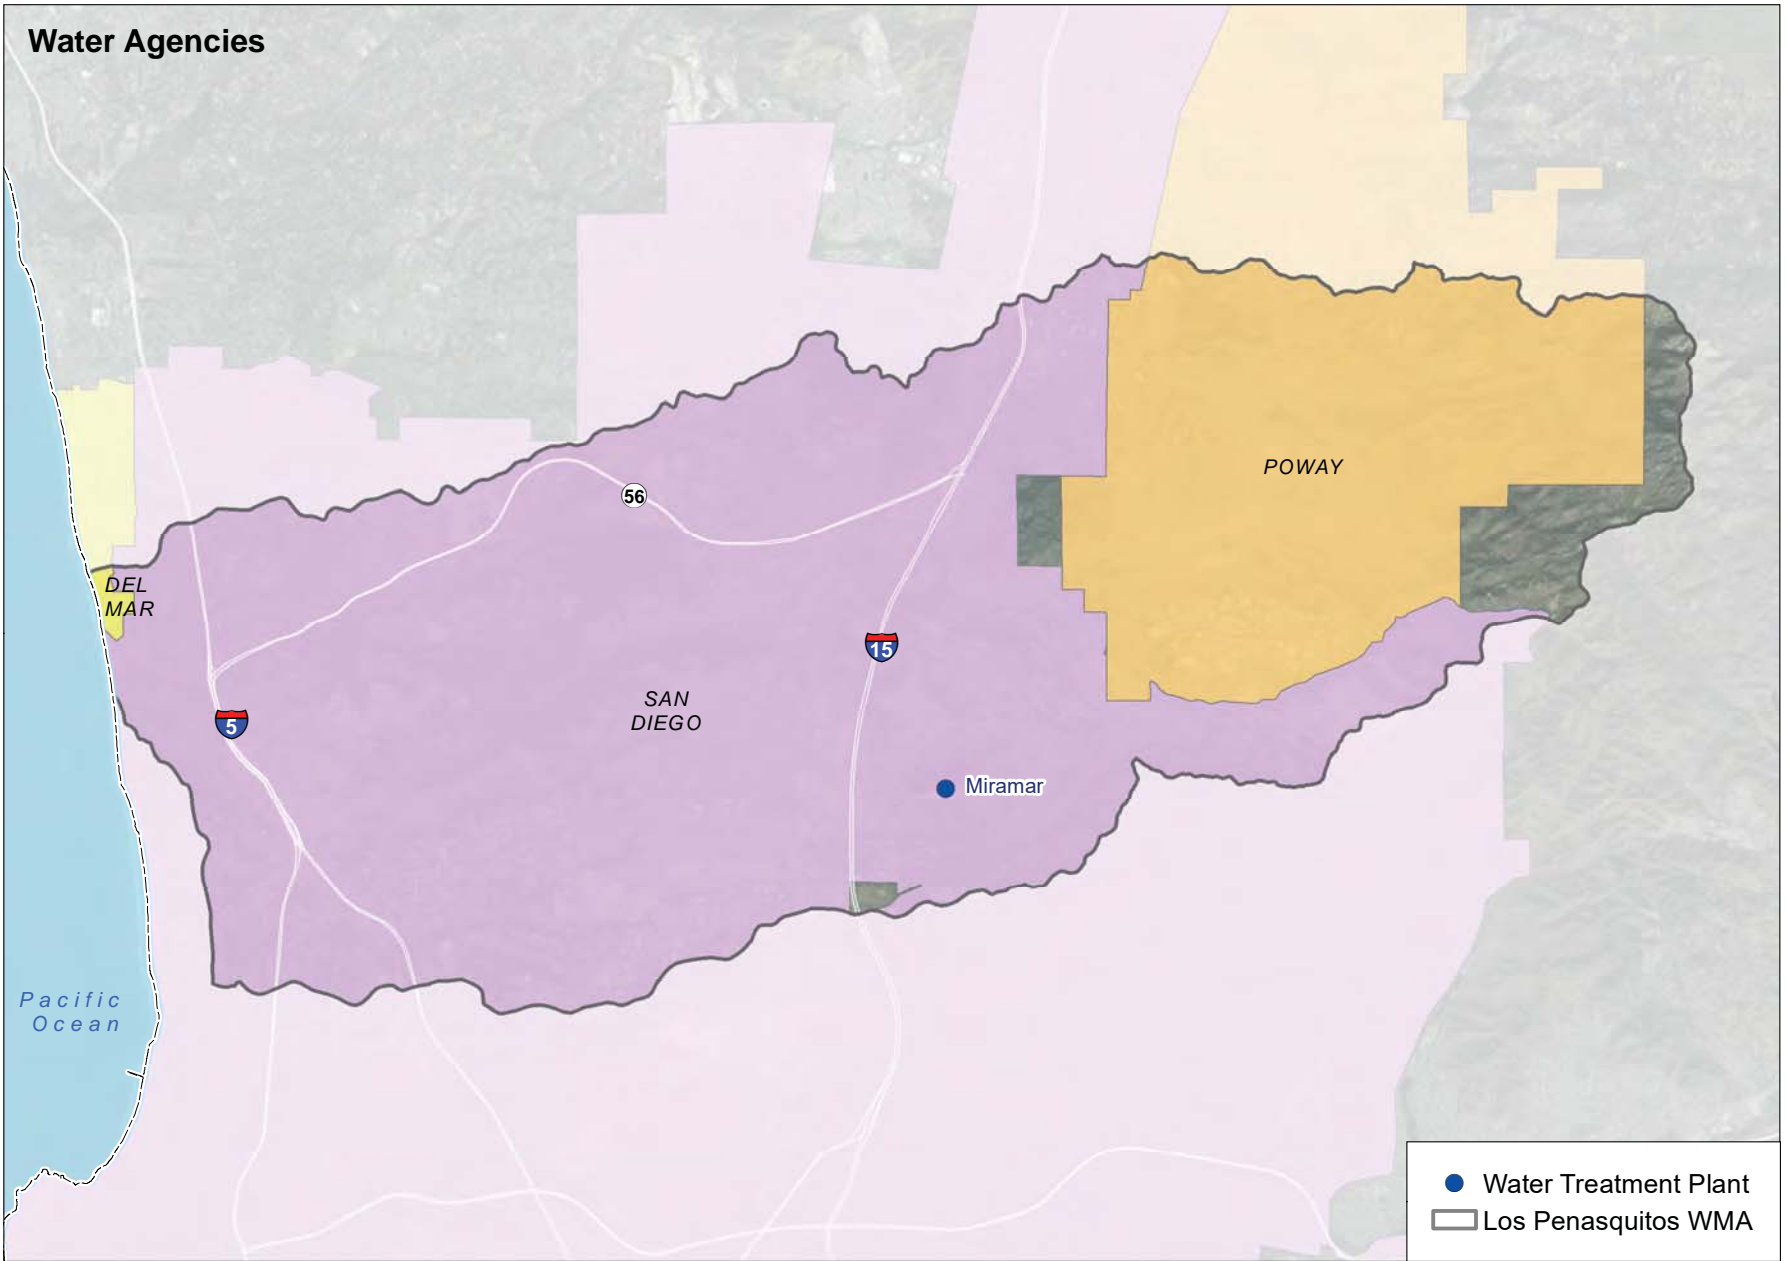 Water Agencies
POWAY
56
DEL
MAR
15
SAN
DIEGO
5
Miramar
Pacific
Ocean
Water Treatment Plant
Los Penasquitos WMA